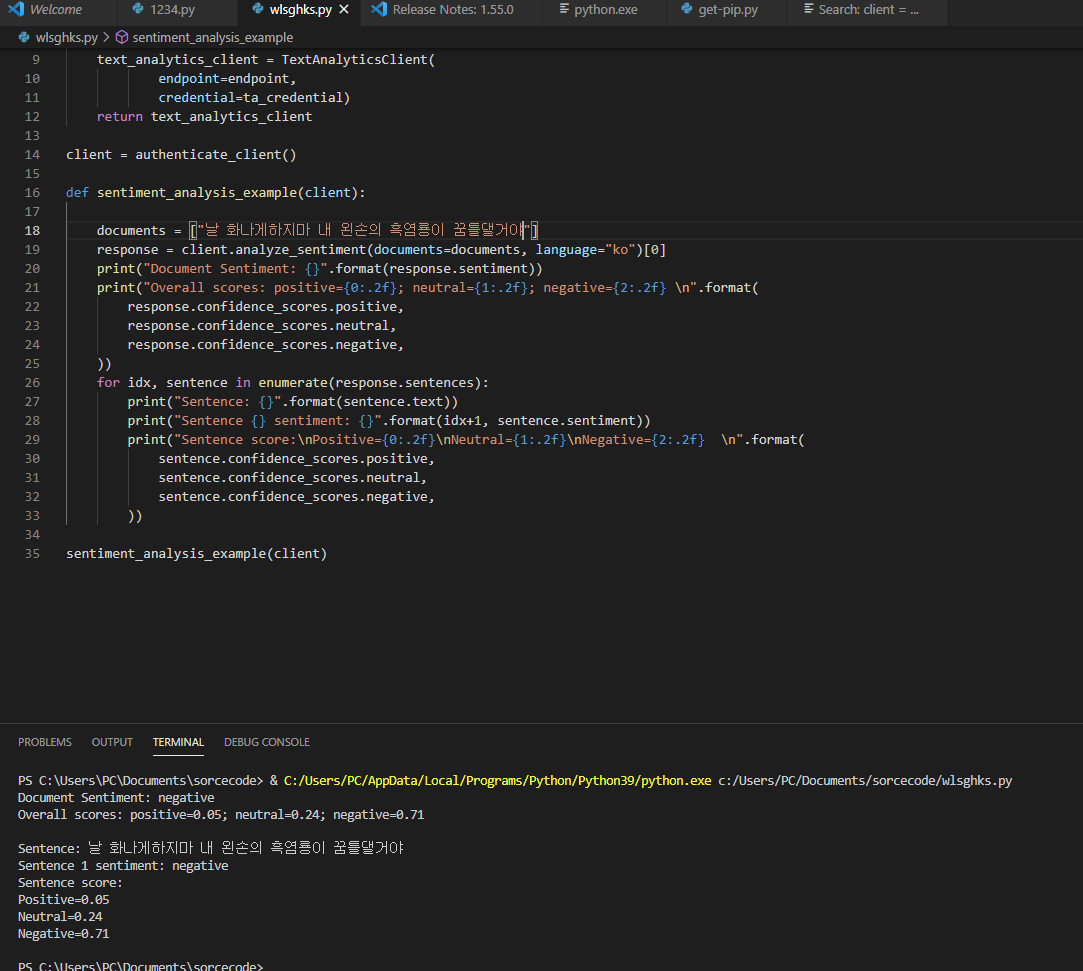 Welcome 1234.py wlsghks.py Release Notes: 1.55.0 python.exe get-pip.py Search: client = ...
wlsghks.py > sentiment_analysis_example
9 text_analytics_client = TextAnalyticsClient(
10 endpoint=endpoint,
11 credential=ta_credential)
12 return text_analytics_client
13
14 client = authenticate_client()
15
16 def sentiment_analysis_example(client):
17
18 documents = ["날 화나게하지마 내 왼손의 흑염룡이 꿈틀댈거야"]
19 response = client.analyze_sentiment(documents=documents, language="ko")[0]
20 print("Document Sentiment: {}".format(response.sentiment))
21 print("Overall scores: positive={0:.2f}; neutral={1:.2f}; negative={2:.2f} \n".format(
22 response.confidence_scores.positive,
23 response.confidence_scores.neutral,
24 response.confidence_scores.negative,
25 ))
26 for idx, sentence in enumerate(response.sentences):
27 print("Sentence: {}".format(sentence.text))
28 print("Sentence {} sentiment: {}".format(idx+1, sentence.sentiment))
29 print("Sentence score:\nPositive={0:.2f}\nNeutral={1:.2f}\nNegative={2:.2f}  \n".format(
30 sentence.confidence_scores.positive,
31 sentence.confidence_scores.neutral,
32 sentence.confidence_scores.negative,
33 ))
34
35 sentiment_analysis_example(client)
PROBLEMS OUTPUT TERMINAL DEBUG CONSOLE
PS C:\Users\PC\Documents\sorcecode> & C:/Users/PC/AppData/Local/Programs/Python/Python39/python.exe c:/Users/PC/Documents/sorcecode/wlsghks.py
Document Sentiment: negative
Overall scores: positive=0.05; neutral=0.24; negative=0.71
Sentence: 날 화나게하지마 내 왼손의 흑염룡이 꿈틀댈거야
Sentence 1 sentiment: negative
Sentence score:
Positive=0.05
Neutral=0.24
Negative=0.71
PS C:\Users\PC\Documents\sorcecode>